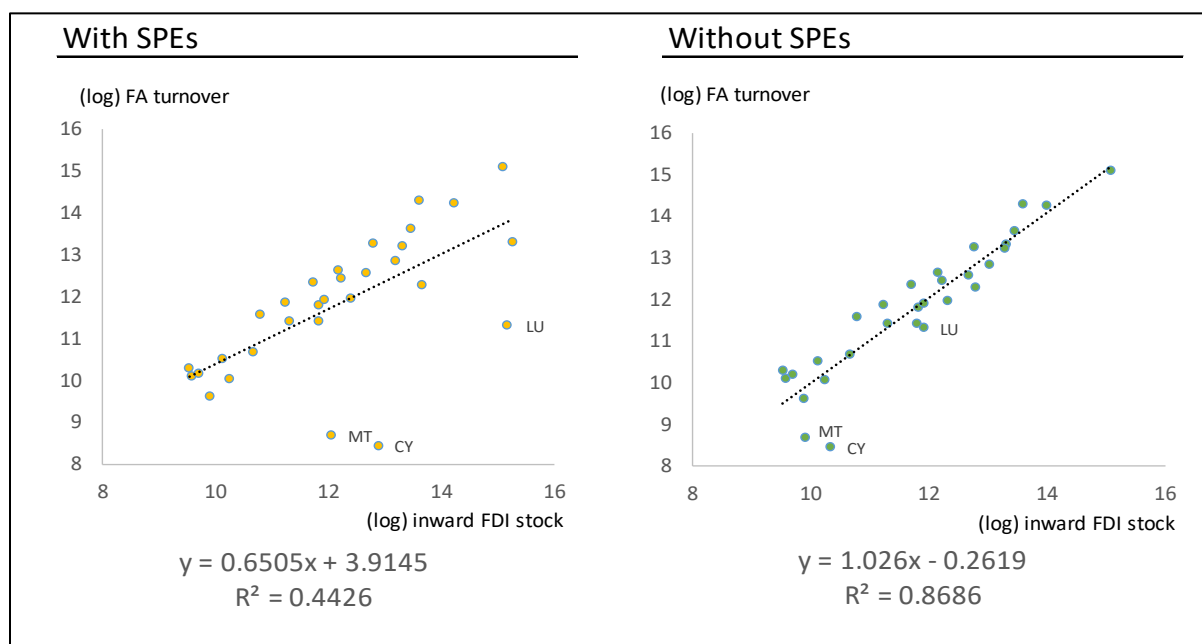 With SPEs
(log) FA turnover
16
15
14
13
12
11
10
9
8
LU
MT
CY
8 10 12 14 16
(log) inward FDI stock
y = 0.6505x + 3.9145
R² = 0.4426
Without SPEs
(log) FA turnover
16
15
14
13
12
11
10
9
8
LU
MT
CY
8 10 12 14 16
(log) inward FDI stock
y = 1.026x - 0.2619
R² = 0.8686